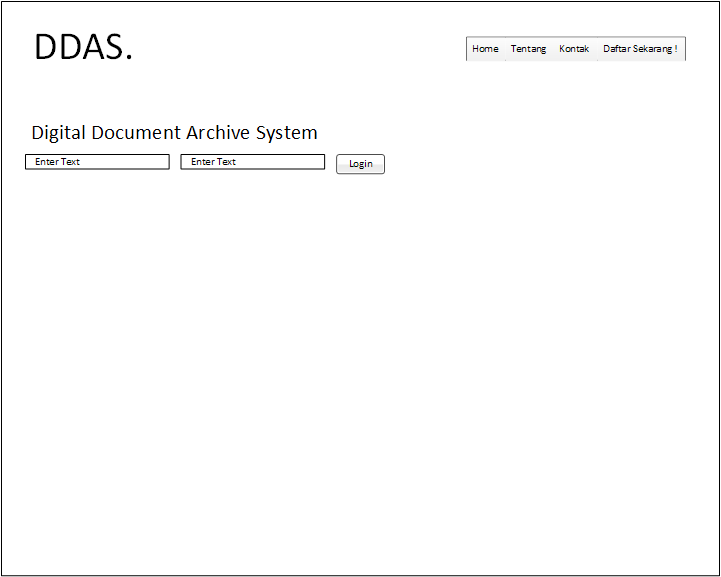 DDAS.
Home Tentang Kontak Daftar Sekarang !
Digital Document Archive System
Enter Text Enter Text Login